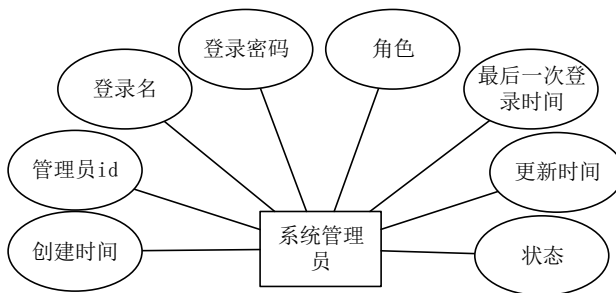 登录密码
角色
登录名
最后一次登
录时间
管理员id
更新时间
创建时间
系统管理
员
状态